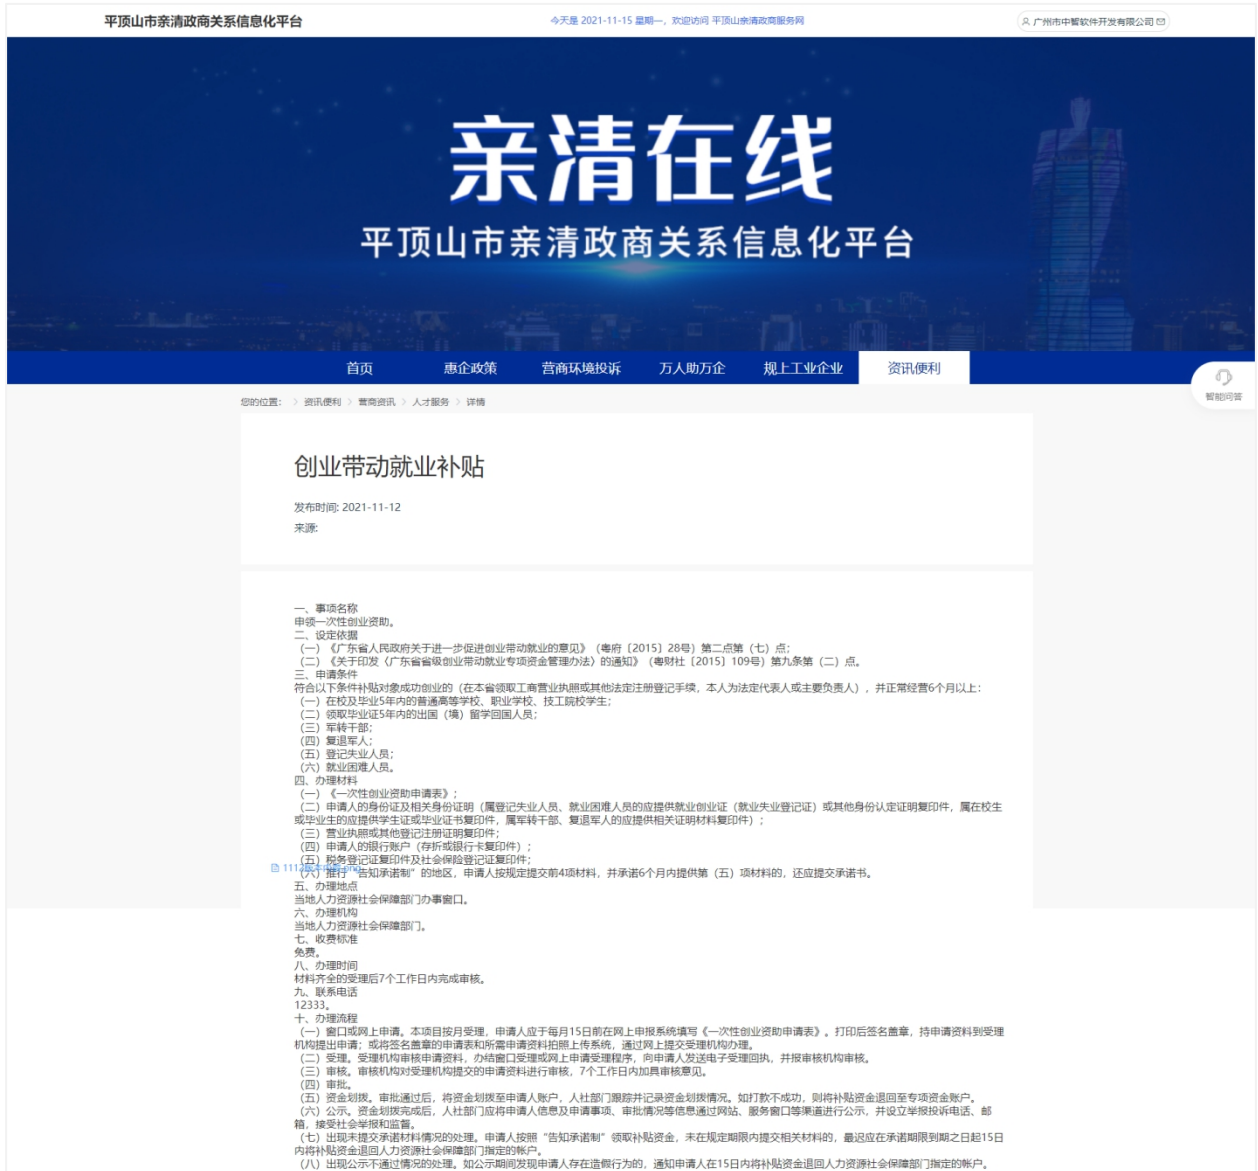 平顶山市亲清政商关系信息化平台
今天是 2021-11-15 星期一，欢迎访问 平顶山亲清政商服务网
广州市中智软件开发有限公司
亲清在线
平顶山市亲清政商关系信息化平台
首页 惠企政策 营商环境投诉 万人助万企 规上工业企业 资讯便利
智能问答
您的位置： > 资讯便利 > 营商资讯 > 人才服务 > 详情
创业带动就业补贴
发布时间: 2021-11-12
来源:
一、事项名称
申领一次性创业资助。
二、设定依据
（一）《广东省人民政府关于进一步促进创业带动就业的意见》（粤府〔2015〕28号）第二点第（七）点；
（二）《关于印发〈广东省省级创业带动就业专项资金管理办法〉的通知》（粤财社〔2015〕109号）第九条第（二）点。
三、申请条件
符合以下条件补贴对象成功创业的（在本省领取工商营业执照或其他法定注册登记手续，本人为法定代表人或主要负责人），并正常经营6个月以上：
（一）在校及毕业5年内的普通高等学校、职业学校、技工院校学生；
（二）领取毕业证5年内的出国（境）留学回国人员；
（三）军转干部；
（四）复退军人；
（五）登记失业人员；
（六）就业困难人员。
四、办理材料
（一）《一次性创业资助申请表》；
（二）申请人的身份证及相关身份证明（属登记失业人员、就业困难人员的应提供就业创业证（就业失业登记证）或其他身份认定证明复印件，属在校生
或毕业生的应提供学生证或毕业证书复印件，属军转干部、复退军人的应提供相关证明材料复印件）；
（三）营业执照或其他登记注册证明复印件；
（四）申请人的银行账户（存折或银行卡复印件）；
（五）税务登记证复印件及社会保险登记证复印件；
（六）推行“告知承诺制”的地区，申请人按规定提交前4项材料，并承诺6个月内提供第（五）项材料的，还应提交承诺书。
五、办理地点
当地人力资源社会保障部门办事窗口。
六、办理机构
当地人力资源社会保障部门。
七、收费标准
免费。
八、办理时间
材料齐全的受理后7个工作日内完成审核。
九、联系电话
12333。
十、办理流程
（一）窗口或网上申请。本项目按月受理，申请人应于每月15日前在网上申报系统填写《一次性创业资助申请表》。打印后签名盖章，持申请资料到受理
机构提出申请；或将签名盖章的申请表和所需申请资料拍照上传系统，通过网上提交受理机构办理。
（二）受理。受理机构审核申请资料，办结窗口受理或网上申请受理程序，向申请人发送电子受理回执，并报审核机构审核。
（三）审核。审核机构对受理机构提交的申请资料进行审核，7个工作日内加具审核意见。
（四）审批。
（五）资金划拨。审批通过后，将资金划拨至申请人账户，人社部门跟踪并记录资金划拨情况。如打款不成功，则将补贴资金退回至专项资金账户。
（六）公示。资金划拨完成后，人社部门应将申请人信息及申请事项、审批情况等信息通过网站、服务窗口等渠道进行公示，并设立举报投诉电话、邮
箱，接受社会举报和监督。
（七）出现未提交承诺材料情况的处理。申请人按照“告知承诺制”领取补贴资金，未在规定期限内提交相关材料的，最迟应在承诺期限到期之日起15日
内将补贴资金退回人力资源社会保障部门指定的帐户。
（八）出现公示不通过情况的处理。如公示期间发现申请人存在造假行为的，通知申请人在15日内将补贴资金退回人力资源社会保障部门指定的帐户。